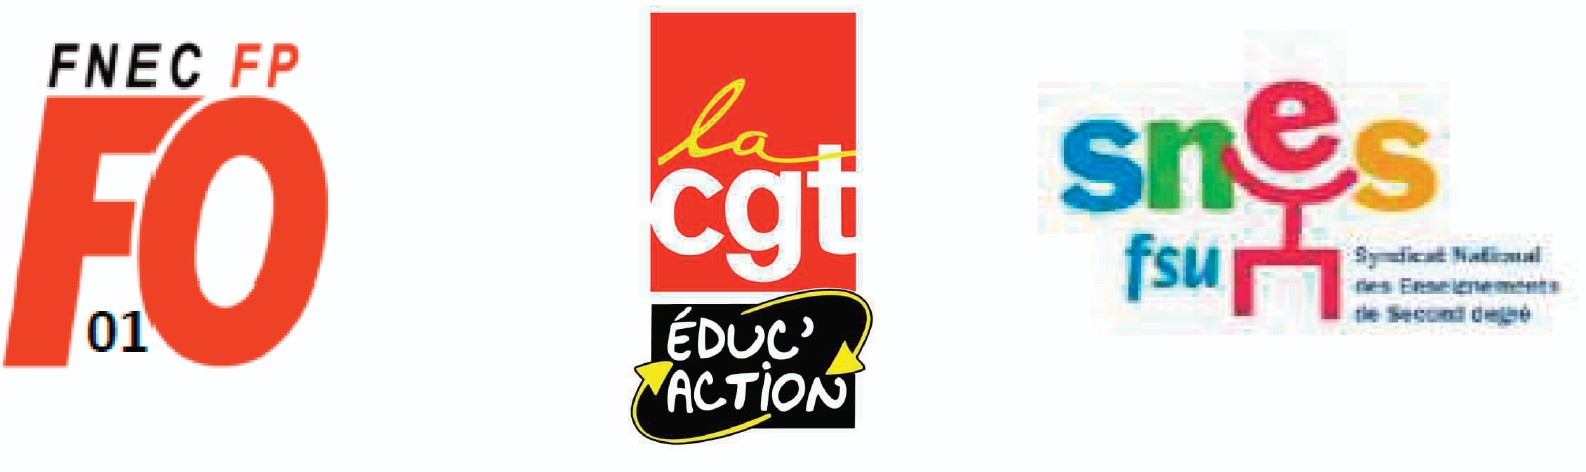 FNEC FP
FO
01
la
cgt
ÉDUC'
ACTION
snes
fsu
Syndicat National
des Enseignements
de Second degré